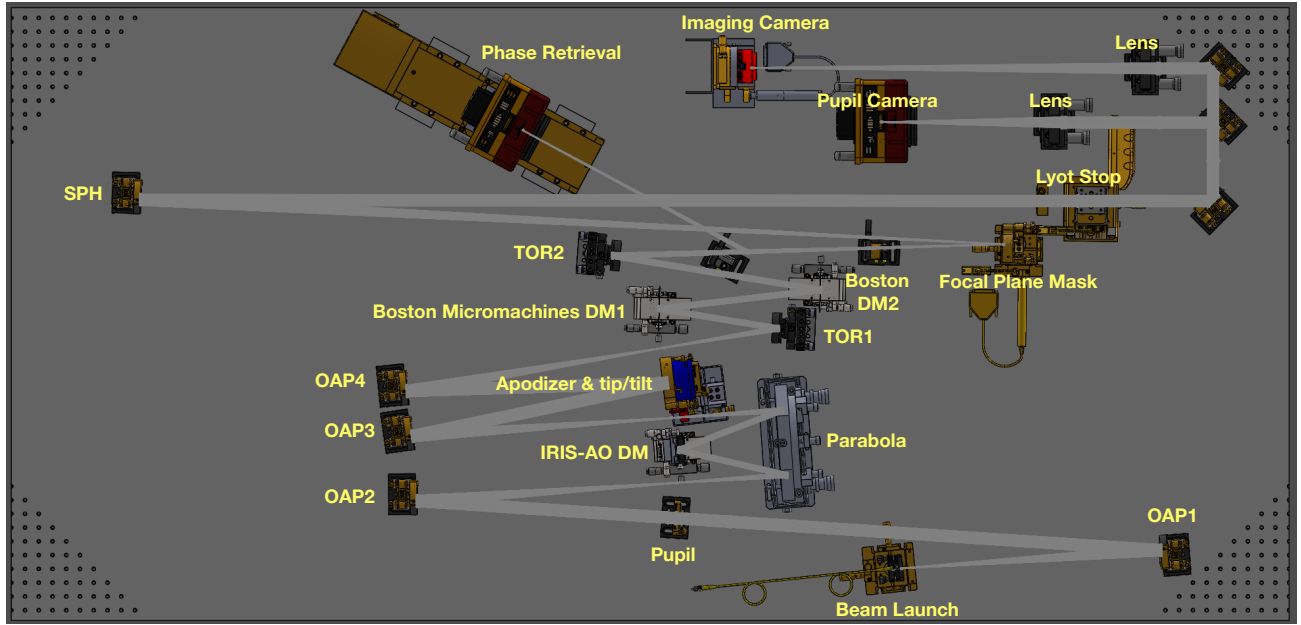 Imaging Camera
Phase Retrieval
Lens
Pupil Camera
Lens
SPH
Lyot Stop
TOR2
Focal Plane Mask
Boston
DM2
Boston Micromachines DM1
TOR1
OAP4
Apodizer & tip/tilt
OAP3
IRIS-AO DM
Parabola
OAP2
OAP1
Pupil
Beam Launch